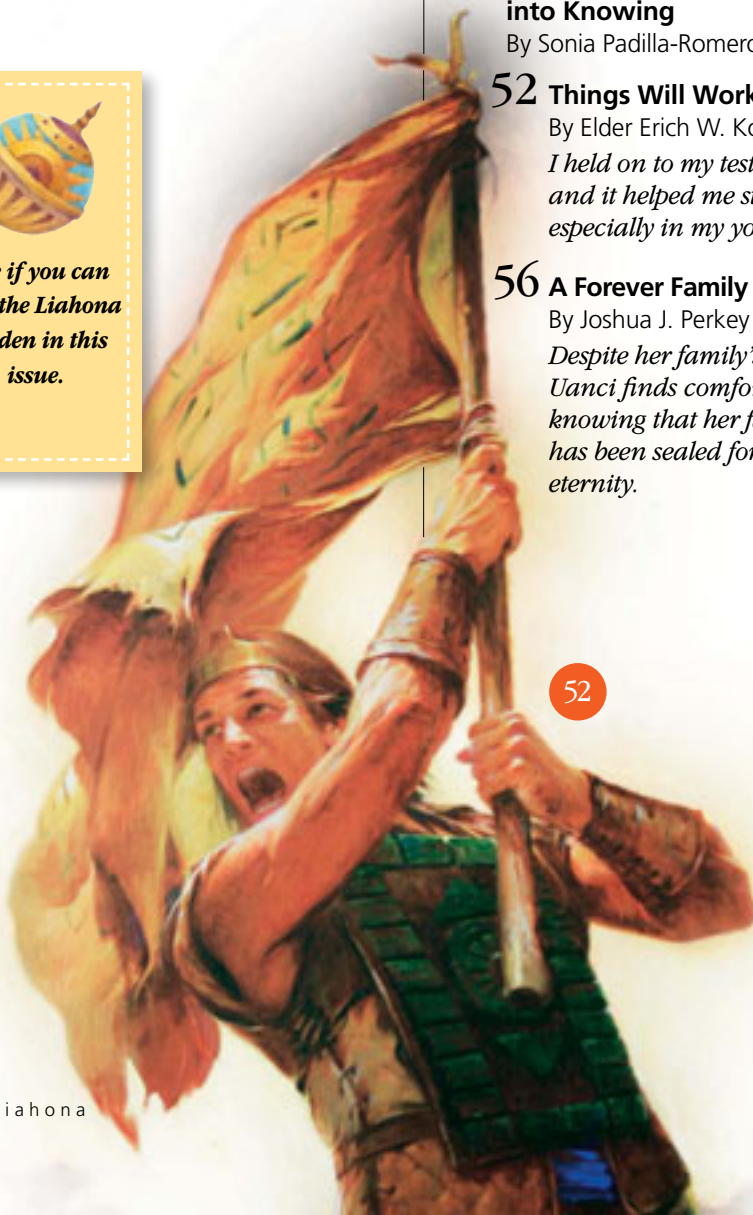 into Knowing
By Sonia Padilla-Romero
52 Things Will Work
By Elder Erich W. Ko
I held on to my test
and it helped me s
especially in my yo
56 A Forever Family
By Joshua J. Perkey
Despite her family's
Uanci finds comfor
knowing that her f
has been sealed for
eternity.
if you can
the Liahona
den in this
issue.
52
iahona